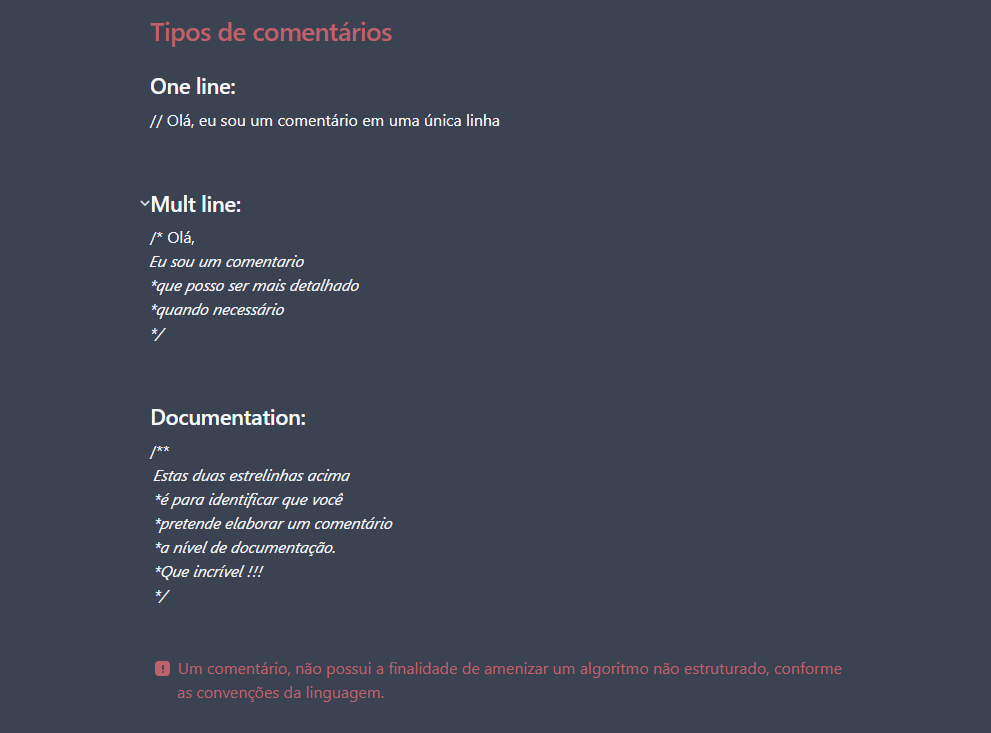 Tipos de comentários
One line:
// Olá, eu sou um comentário em uma única linha
Mult line:
/* Olá,
Eu sou um comentario
*que posso ser mais detalhado
*quando necessário
*/
Documentation:
/**
Estas duas estrelinhas acima
*é para identificar que você
*pretende elaborar um comentário
*a nível de documentação.
*Que incrível !!!
*/
Um comentário, não possui a finalidade de amenizar um algoritmo não estruturado, conforme
as convenções da linguagem.